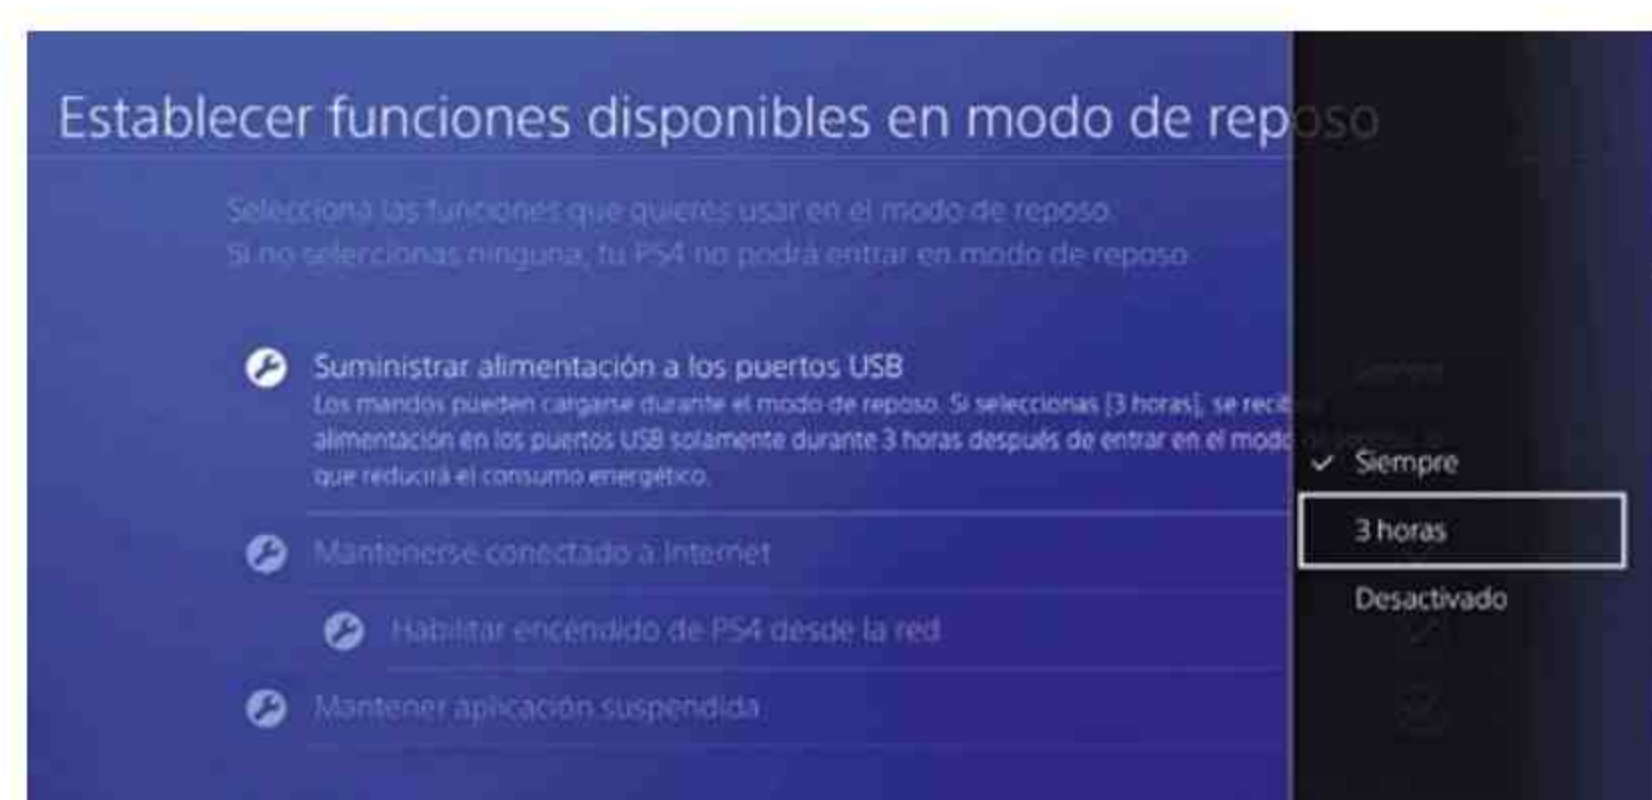 Establecer funciones disponibles en modo de reposo
Selecciona las funciones que quieres usar en el modo de reposo.
Si no seleccionas ninguna, tu PS4 no podrá entrar en modo de reposo.
Suministrar alimentación a los puertos USB
Los mandos pueden cargarse durante el modo de reposo. Si seleccionas [3 horas], se
alimentación en los puertos USB solamente durante 3 horas después de entrar en el modo
que reducirá el consumo energético.
Siempre
3 horas
Mantenerse conectado a Internet
Desactivado
Habilitar encendido de PS4 desde la red
Mantener aplicación suspendida